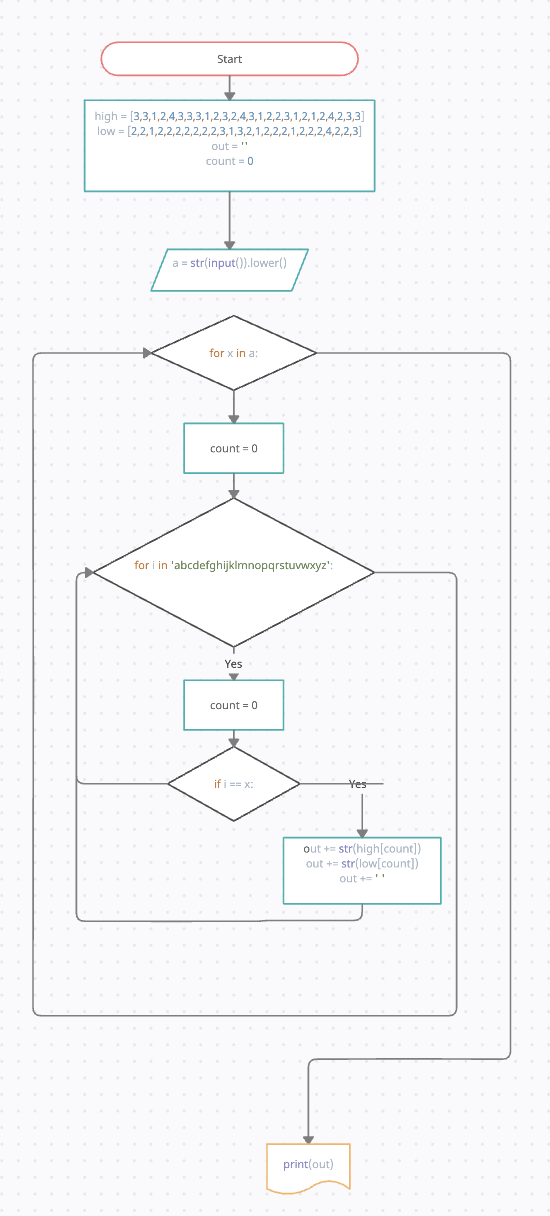 Start
high = [3,3,1,2,4,3,3,3,1,2,3,2,4,3,1,2,2,3,1,2,1,2,4,2,3,3]
low = [2,2,1,2,2,2,2,2,2,2,3,1,3,2,1,2,2,2,1,2,2,2,4,2,2,3]
out = ''
count = 0
a = str(input()).lower()
for x in a:
count = 0
for i in 'abcdefghijklmnopqrstuvwxyz':
Yes
count = 0
if i == x:
Yes
out += str(high[count])
out += str(low[count])
out += ' '
print(out)